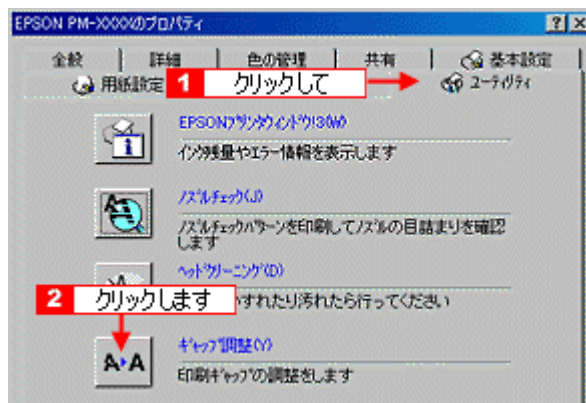 EPSON PM-XXXXのプロパティ
全般 詳細 色の管理 共有 基本設定
用紙設定 1 クリックして ユーティリティ
EPSONプリンタウィンドウ!3(W)
インク残量やエラー情報を表示します
ノズルチェック(J)
ノズルチェックパターンを印刷してノズルの目詰まりを確認
します
ヘッドクリーニング(D)
2 クリックします かすれたり汚れたら行ってください
ギャップ調整(Y)
A A
印刷ギャップの調整をします